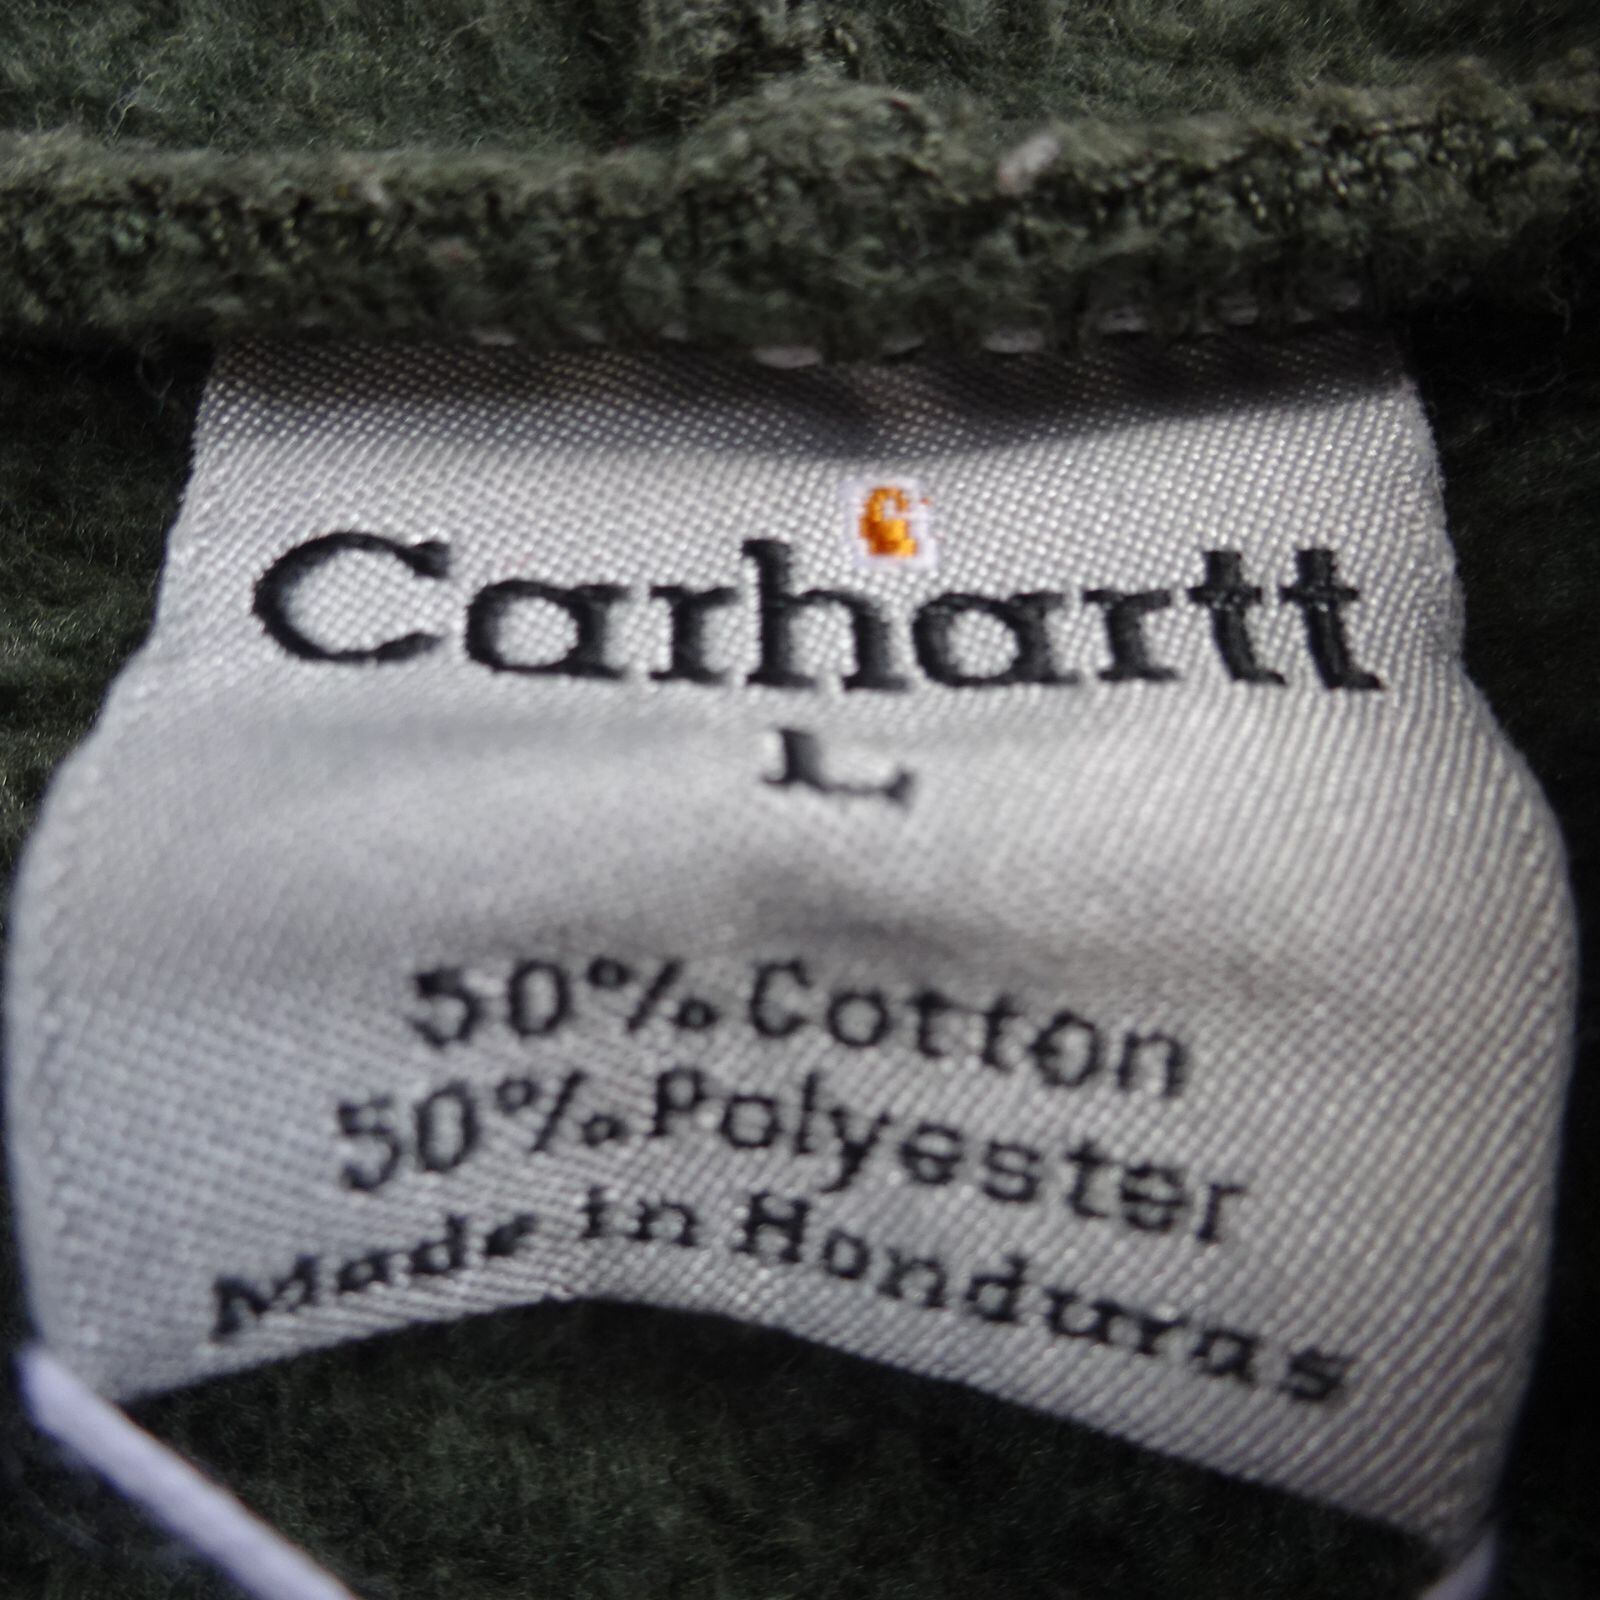 Carhartt
L
50% Cotton
50% Polyester
Made in Honduras